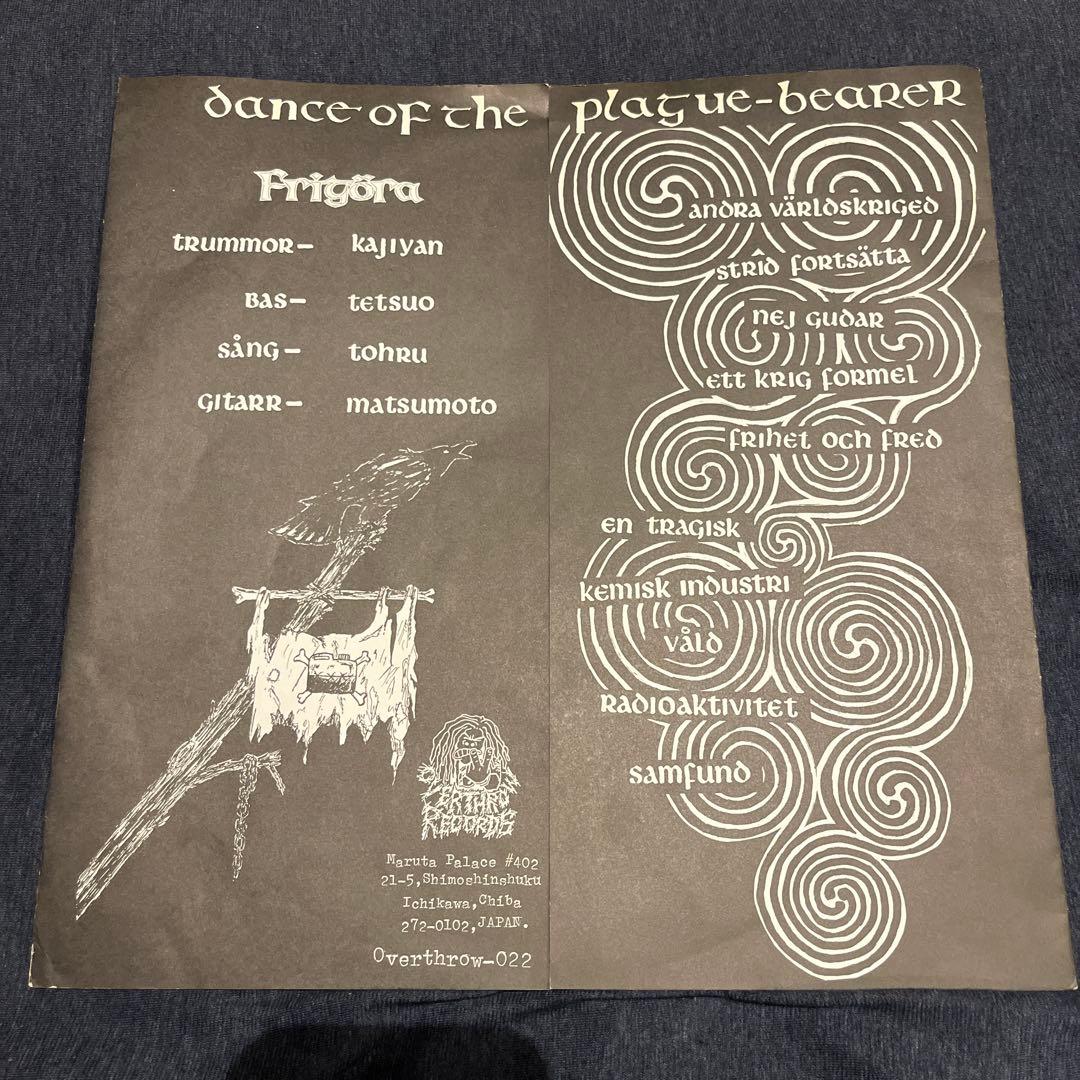 dance of the plague-bearer
Frigöra
trummor– kajiyan
bas– tetsuo
sång– tohru
gitarr– matsumoto
Records
Maruta Palace #402
21-5,Shimoshinshuku
Ichikawa,Chiba
272-0102,JAPAN.
Overthrow-022
andra världskriged
strîd fortsätta
nej gudar
ett krig formel
frihet och fred
en tragisk
kemisk industri
våld
radioaktivitet
samfund